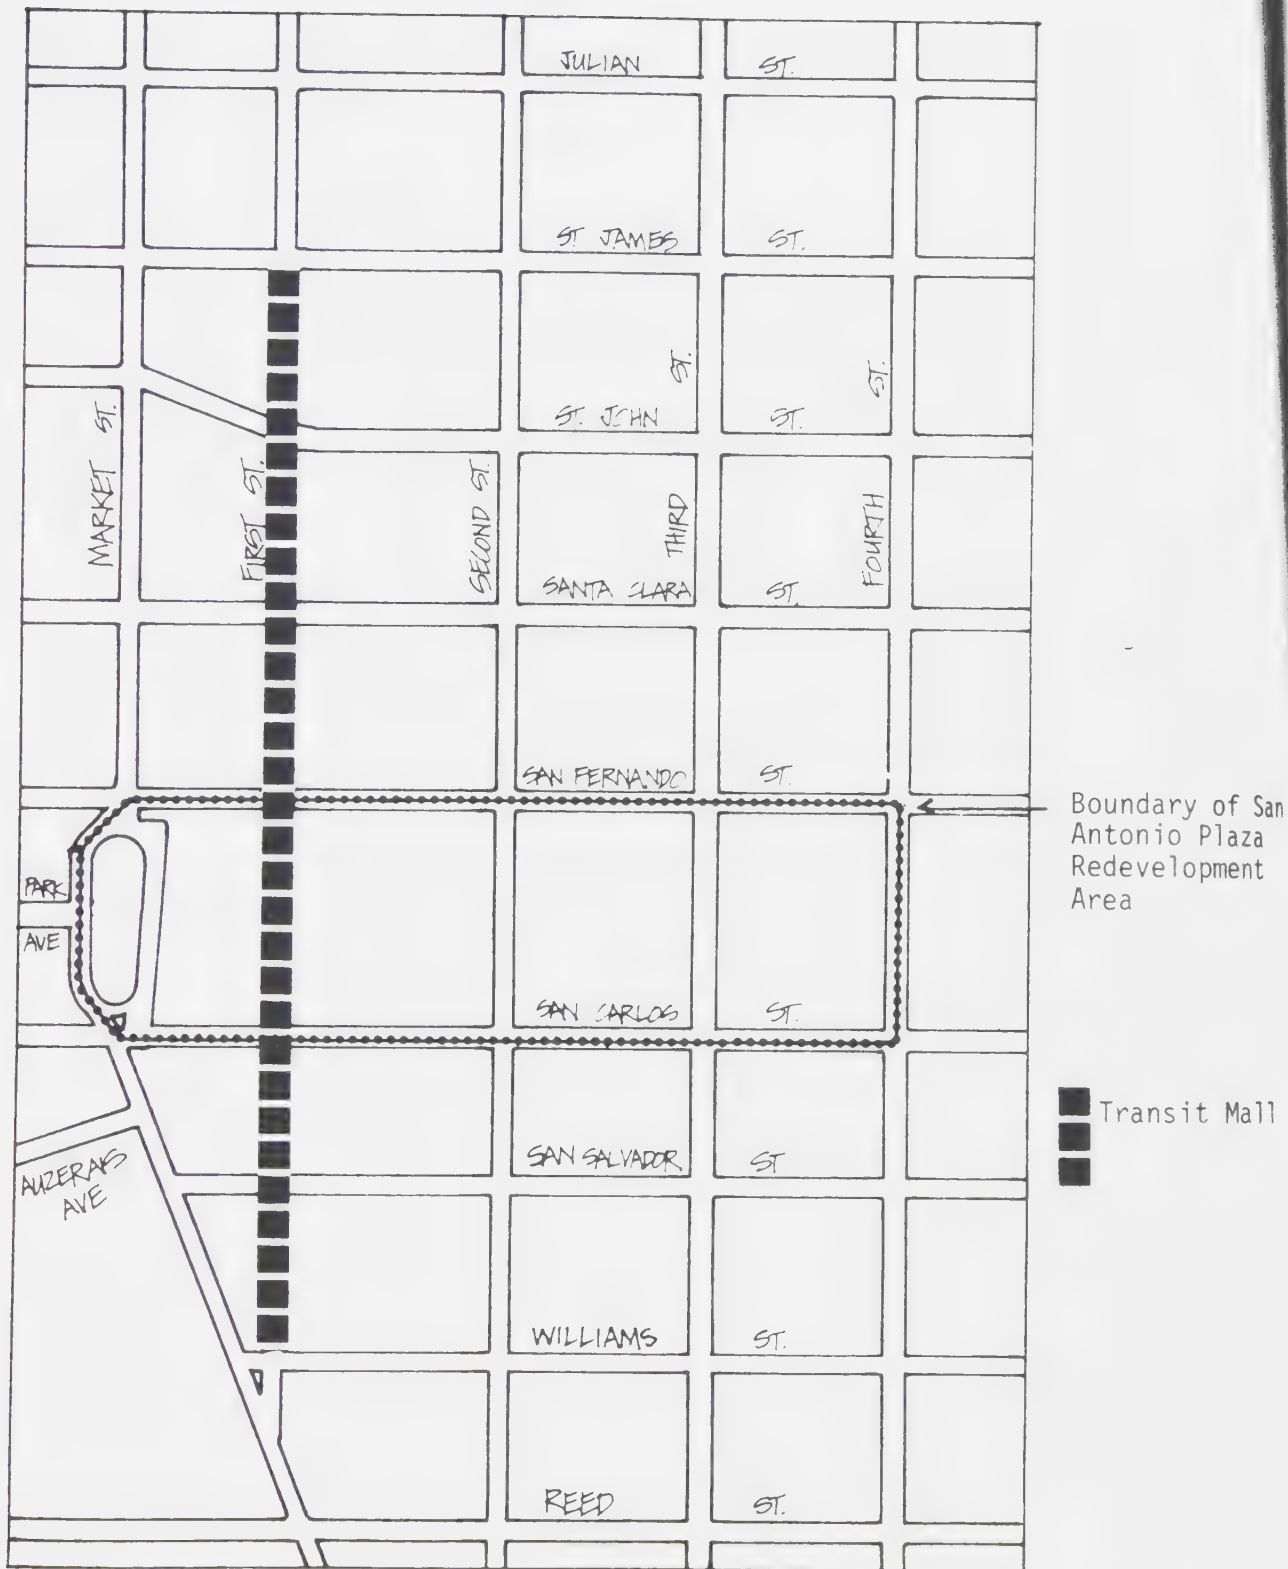 JULIAN ST.
ST JAMES ST.
ST. JOHN ST.
MARKET ST.
FIRST ST.
SECOND ST.
THIRD ST.
FOURTH ST.
SANTA CLARA ST.
SAN FERNANDO ST.
Boundary of San
Antonio Plaza
Redevelopment
Area
PARK
AVE
SAN CARLOS ST.
Transit Mall
SAN SALVADOR ST
AUZERAIS
AVE
WILLIAMS ST.
REED ST.